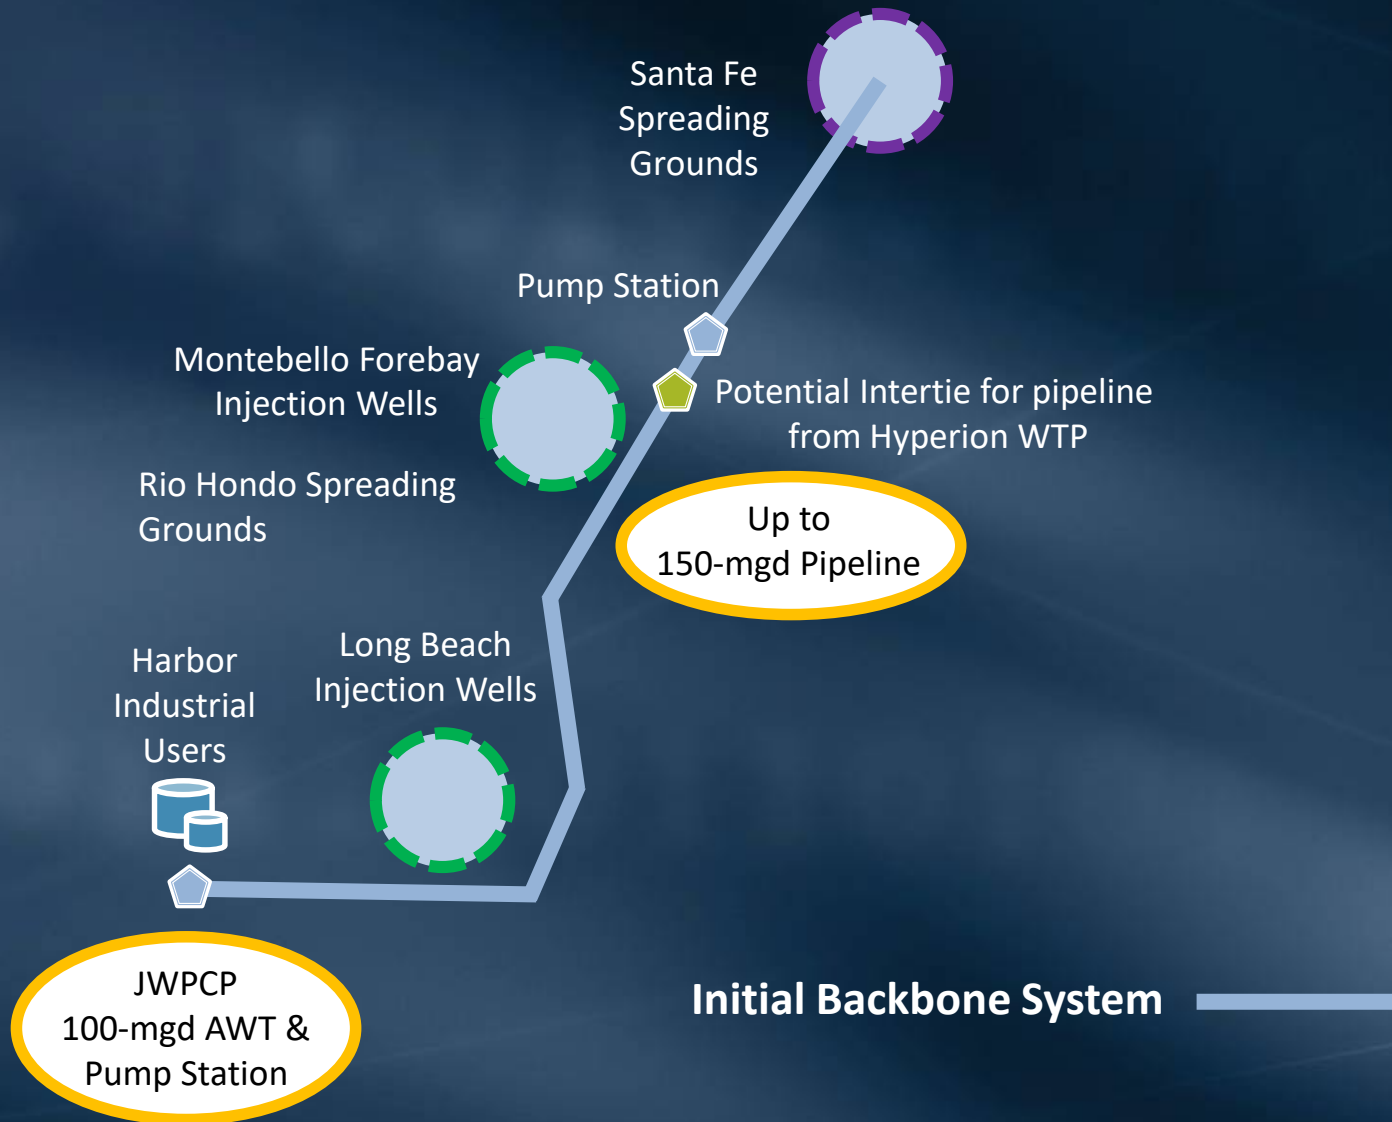 Santa Fe
Spreading
Grounds
Pump Station
Montebello Forebay
Injection Wells
Potential Intertie for pipeline
from Hyperion WTP
Rio Hondo Spreading
Grounds
Up to
150-mgd Pipeline
Harbor
Industrial
Users
Long Beach
Injection Wells
JWPCP
100-mgd AWT &
Pump Station
Initial Backbone System